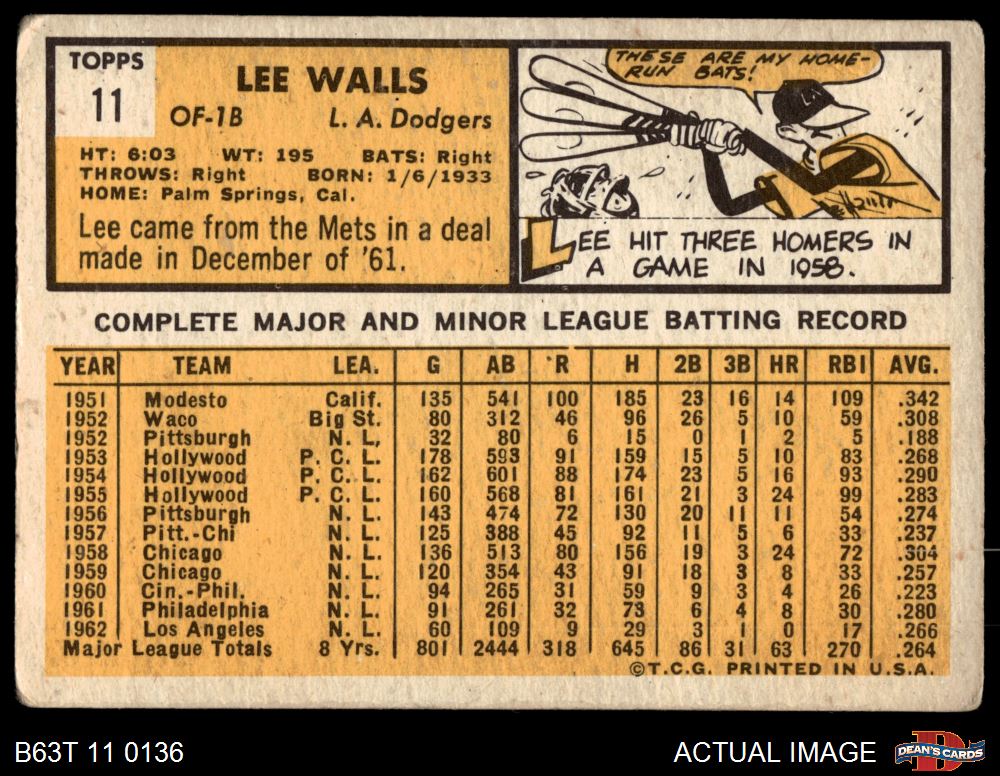 TOPPS
11
LEE WALLS
OF-1B L. A. Dodgers
HT: 6:03 WT: 195 BATS: Right
THROWS: Right BORN: 1/6/1933
HOME: Palm Springs, Cal.
Lee came from the Mets in a deal
made in December of '61.
THESE ARE MY HOME-
RUN BATS!
LA
LEE HIT THREE HOMERS IN
A GAME IN 1958.
COMPLETE MAJOR AND MINOR LEAGUE BATTING RECORD
YEAR TEAM LEA. G AB R H 2B 3B HR RBI AVG.
1951 Modesto Calif. 135 541 100 185 23 16 14 109 .342
1952 Waco Big St. 80 312 46 96 26 5 10 59 .308
1952 Pittsburgh N. L. 32 80 6 15 0 1 2 5 .188
1953 Hollywood P. C. L. 178 593 91 159 15 5 10 83 .268
1954 Hollywood P. C. L. 162 601 88 174 23 5 16 93 .290
1955 Hollywood P. C. L. 160 568 81 161 21 3 24 99 .283
1956 Pittsburgh N. L. 143 474 72 130 20 11 11 54 .274
1957 Pitt.-Chi N. L. 125 388 45 92 11 5 6 33 .237
1958 Chicago N. L. 136 513 80 156 19 3 24 72 .304
1959 Chicago N. L. 120 354 43 91 18 3 8 33 .257
1960 Cin.-Phil. N. L. 94 265 31 59 9 3 4 26 .223
1961 Philadelphia N. L. 91 261 32 73 6 4 8 30 .280
1962 Los Angeles N. L. 60 109 9 29 3 1 0 17 .266
Major League Totals 8 Yrs. 801 2444 318 645 86 31 63 270 .264
©T.C.G. PRINTED IN U.S.A.
B63T 11 0136
ACTUAL IMAGE
D
DEAN'S CARDS